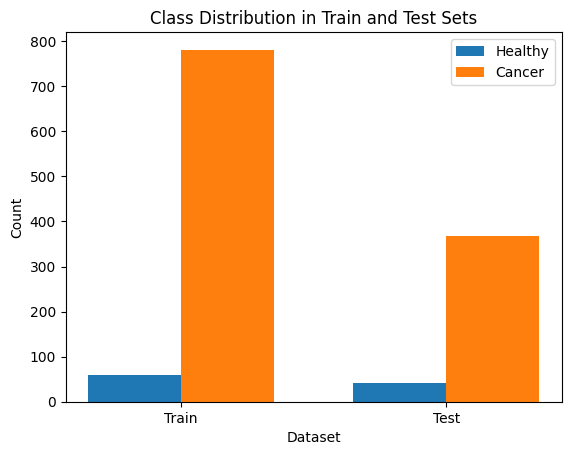 Class Distribution in Train and Test Sets
Healthy
Cancer
800
700
600
500
400
300
200
100
0
Count
Train
Test
Dataset